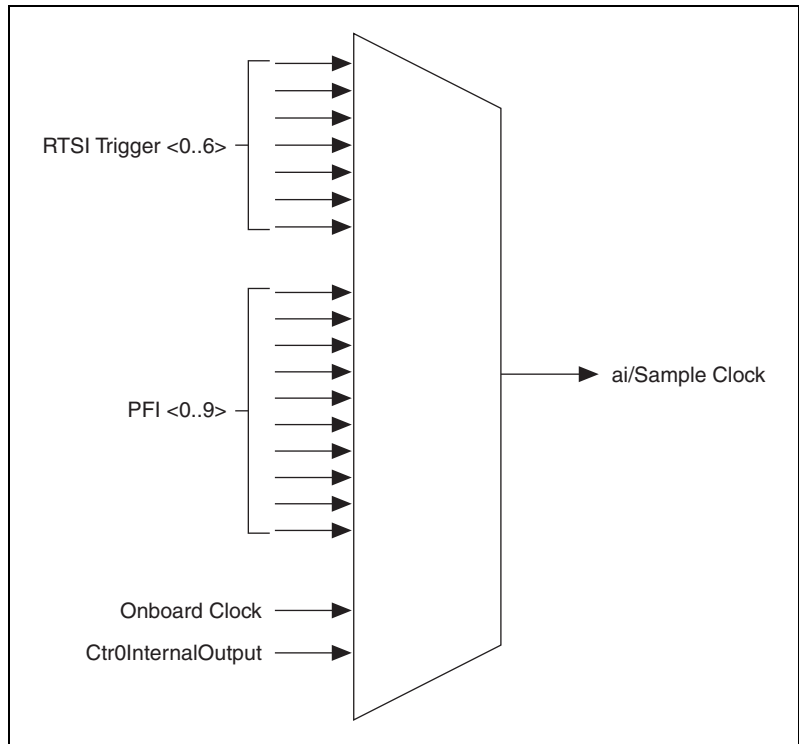 RTSI Trigger <0..6>
PFI <0..9>
ai/Sample Clock
Onboard Clock
Ctr0InternalOutput